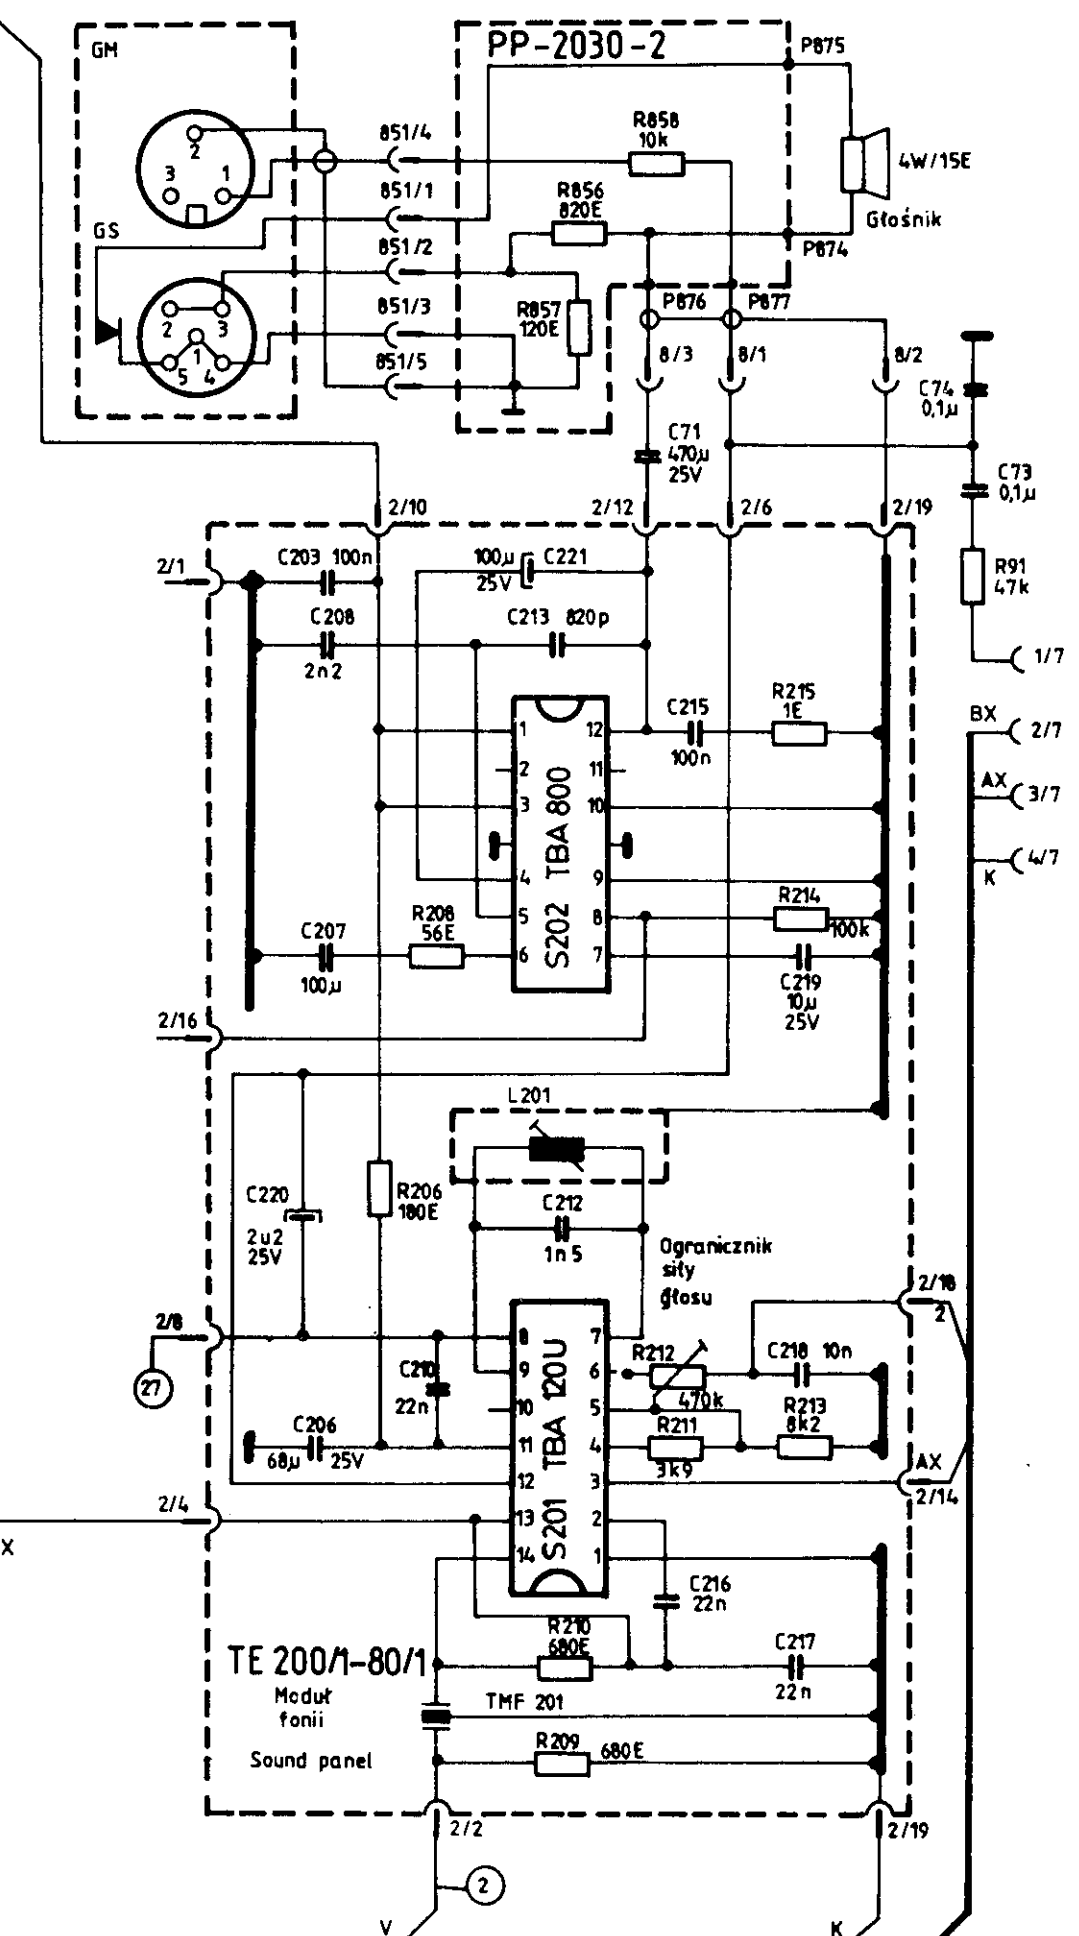 GM
PP-2030-2
P875
2
3
1
851/4
R858
10k
4W/15E
851/1
R856
820E
Głośnik
GS
851/2
P874
2
3
1
5
4
851/3
R857
120E
P876
P877
851/5
8/3
8/1
8/2
C74
0,1µ
C71
470µ
25V
C73
0,1µ
2/10
2/12
2/6
2/19
2/1
C203 100n
100µ
25V
C221
R91
47k
C208
2n2
C213 820p
1/7
1
12
C215
100n
R215
1E
BX
2/7
2
11
AX
3/7
3
10
S202 TBA 800
K
4/7
4
9
R208
56E
R214
100k
5
8
C207
100µ
6
7
C219
10µ
25V
2/16
L201
C220
2u2
25V
R206
180E
C212
1n5
Ogranicznik
siły
głosu
2/18
2
2/8
8
7
27
C210
22n
9
6
R212
470k
C218 10n
10
5
R213
8k2
C206
68µ 25V
11
4
R211
3k9
S201 TBA 120U
12
3
AX
2/14
2/4
13
2
X
14
1
C216
22n
R210
680E
C217
22n
TE 200/1-80/1
Moduł
fonii
Sound panel
TMF 201
R209 680E
2/2
2/19
2
V
K